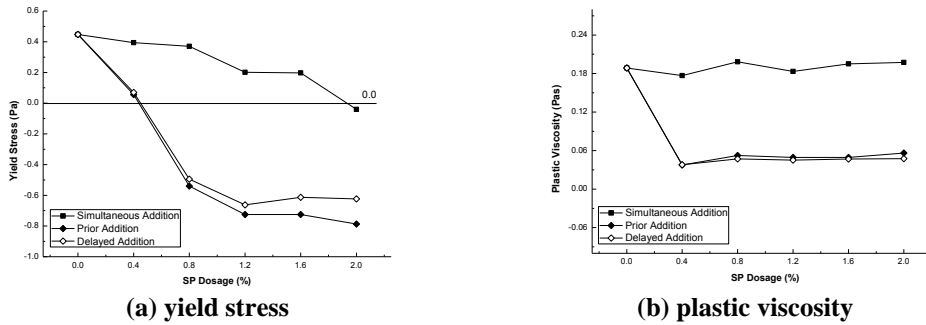 0.6
0.4
0.2
0.0
-0.2
-0.4
-0.6
-0.8
-1.0
Yield Stress (Pa)
0.0
Simultaneous Addition
Prior Addition
Delayed Addition
0.0 0.4 0.8 1.2 1.6 2.0
SP Dosage (%)
(a) yield stress
0.24
0.18
0.12
0.06
0.00
-0.06
Plastic Viscosity (Pas)
Simultaneous Addition
Prior Addition
Delayed Addition
0.0 0.4 0.8 1.2 1.6 2.0
SP Dosage (%)
(b) plastic viscosity